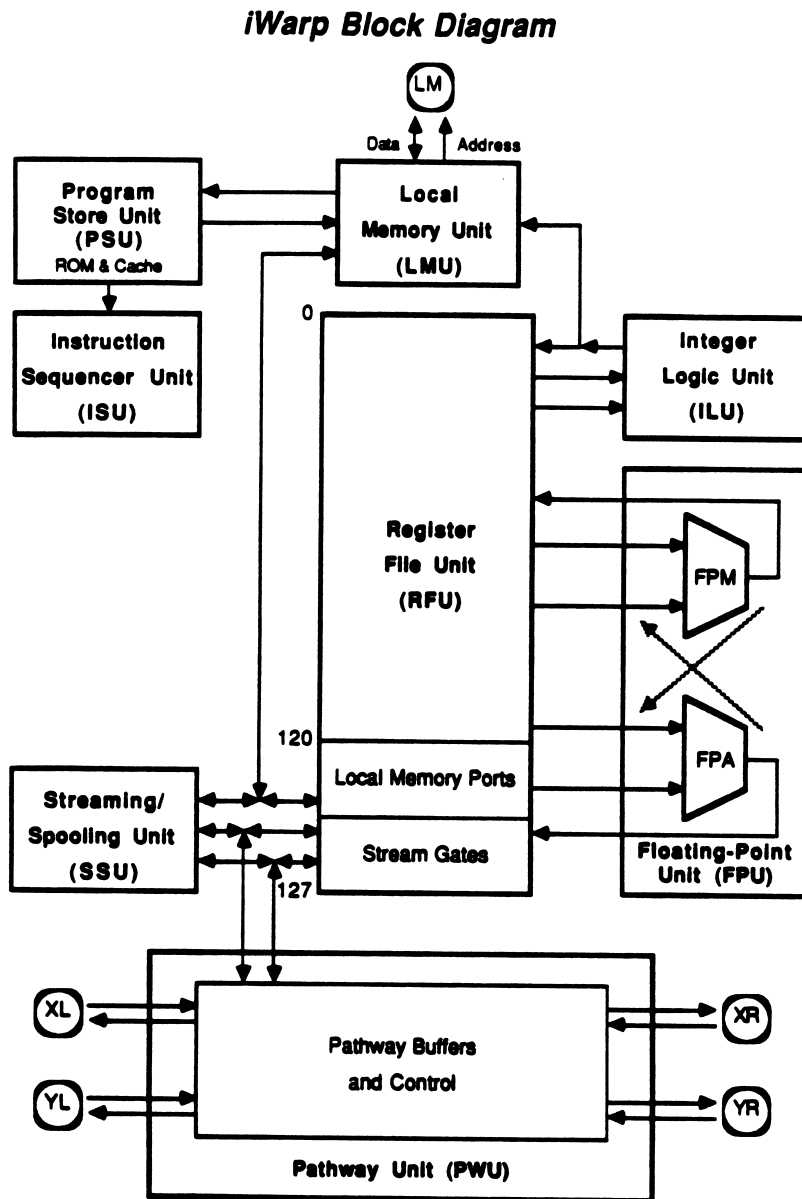 iWarp Block Diagram
LM
Data
Address
Program
Store Unit
(PSU)
ROM & Cache
Local
Memory Unit
(LMU)
0
Instruction
Sequencer Unit
(ISU)
Integer
Logic Unit
(ILU)
Register
File Unit
(RFU)
FPM
120
FPA
Local Memory Ports
Streaming/
Spooling Unit
(SSU)
Stream Gates
Floating-Point
Unit (FPU)
127
XL
XR
Pathway Buffers
and Control
YL
YR
Pathway Unit (PWU)